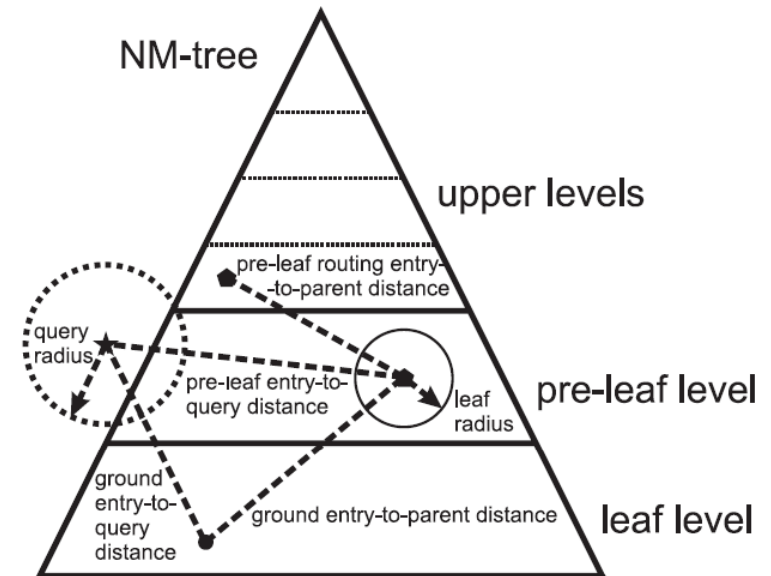 NM-tree
upper levels
pre-leaf routing entry-
-to-parent distance
query
radius
pre-leaf entry-to-
query distance
leaf
radius
pre-leaf level
ground
entry-to-
query
distance
ground entry-to-parent distance
leaf level